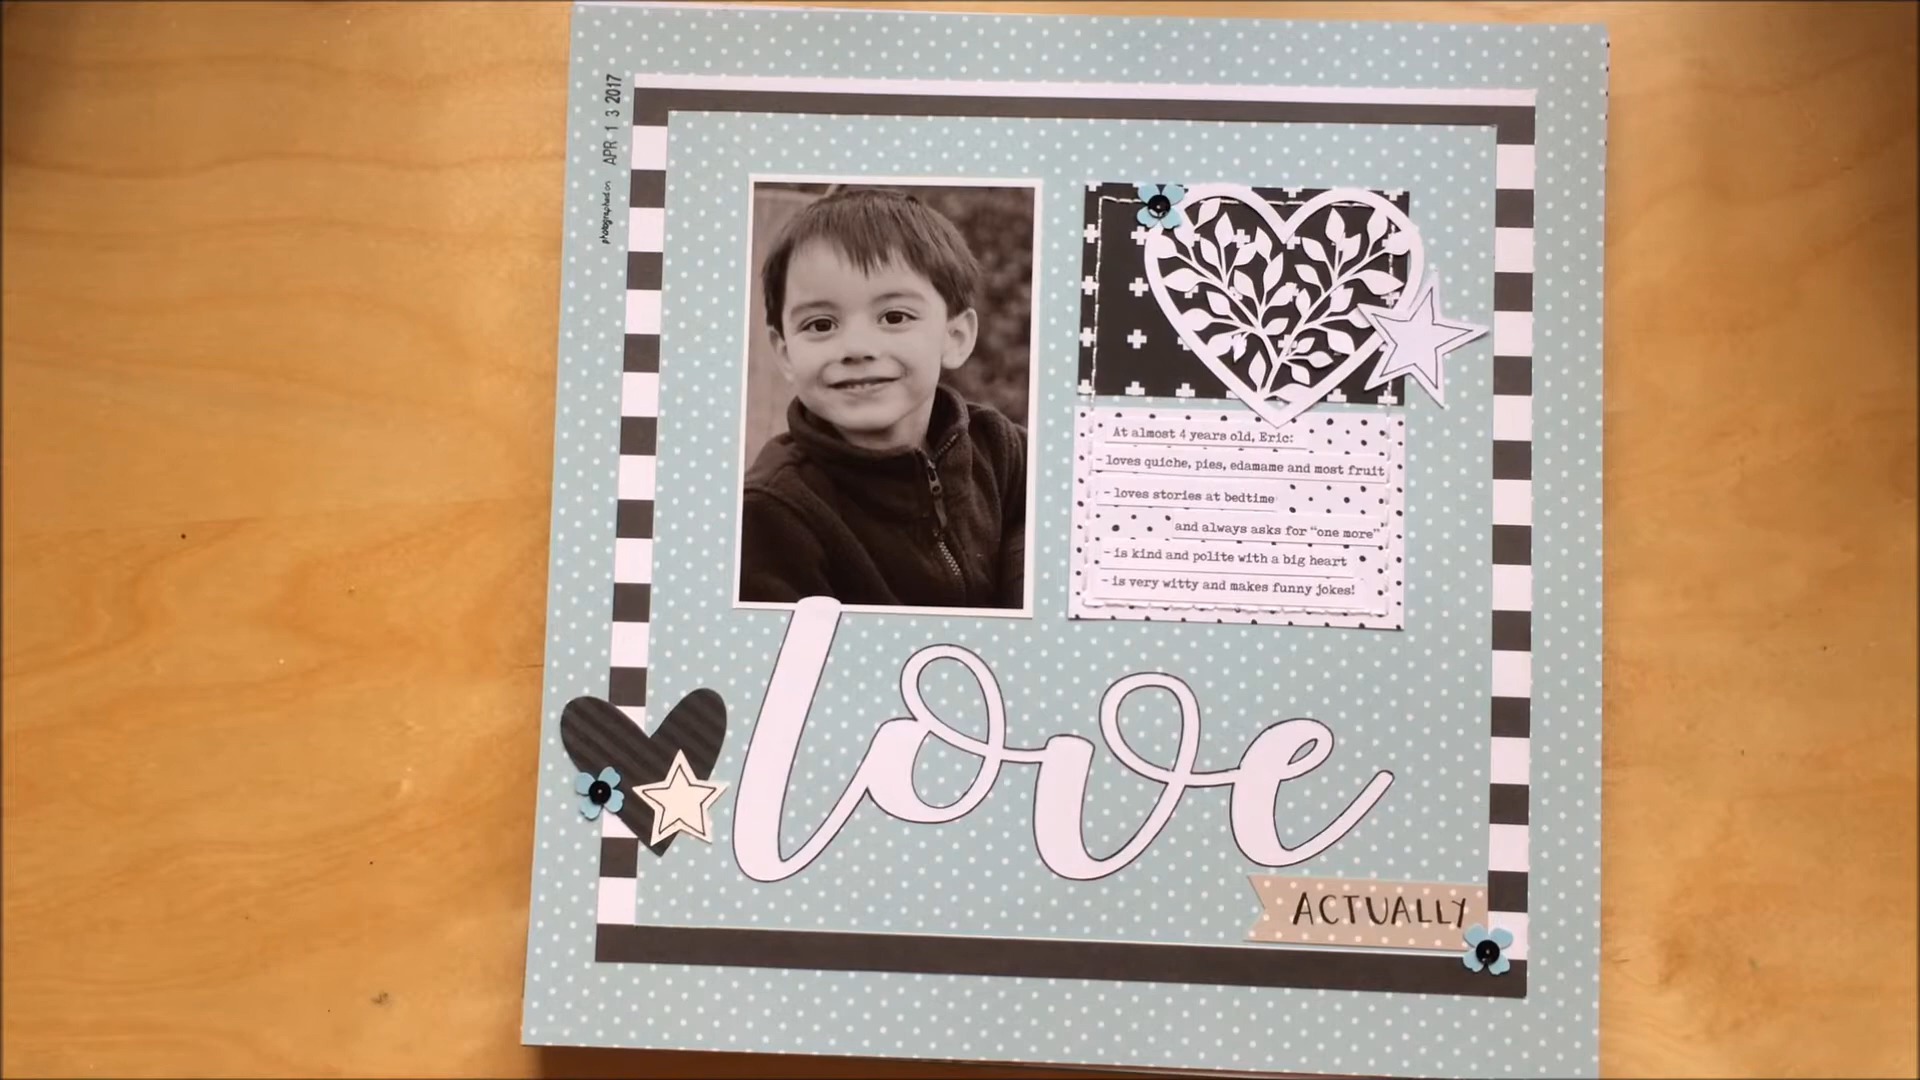 photographed on APR 1 3 2017
At almost 4 years old, Eric:
- loves quiche, pies, edamame and most fruit
- loves stories at bedtime
and always asks for “one more”
- is kind and polite with a big heart
- is very witty and makes funny jokes!
love
ACTUALLY